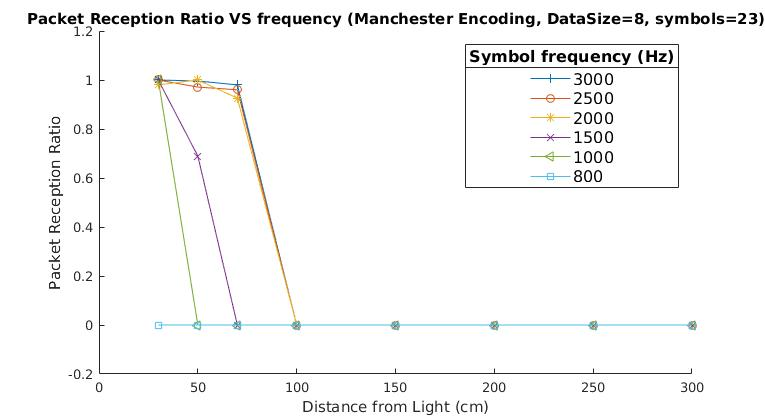 Packet Reception Ratio VS frequency (Manchester Encoding, DataSize=8, symbols=23)
1.2
1
0.8
0.6
0.4
0.2
0
-0.2
Packet Reception Ratio
Symbol frequency (Hz)
3000
2500
2000
1500
1000
800
0 50 100 150 200 250 300
Distance from Light (cm)